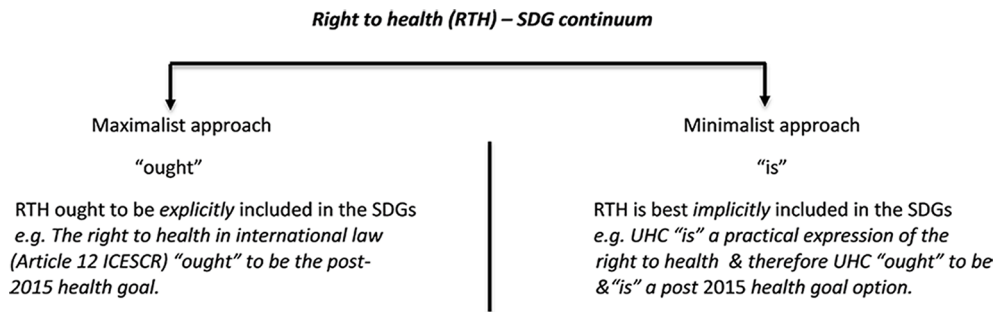 Right to health (RTH) – SDG continuum
Maximalist approach
“ought”
RTH ought to be explicitly included in the SDGs
e.g. The right to health in international law
(Article 12 ICESCR) “ought” to be the post-
2015 health goal.
Minimalist approach
“is”
RTH is best implicitly included in the SDGs
e.g. UHC “is” a practical expression of the
right to health & therefore UHC “ought” to be
&“is” a post 2015 health goal option.